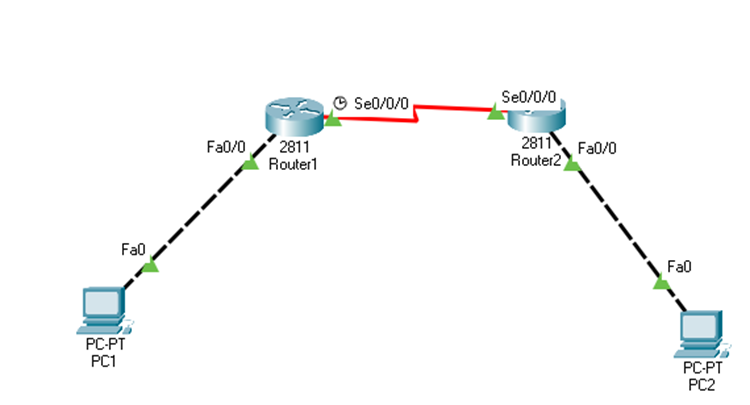 Se0/0/0
Se0/0/0
Fa0/0
2811
Router1
2811
Router2
Fa0/0
Fa0
Fa0
PC-PT
PC1
PC-PT
PC2